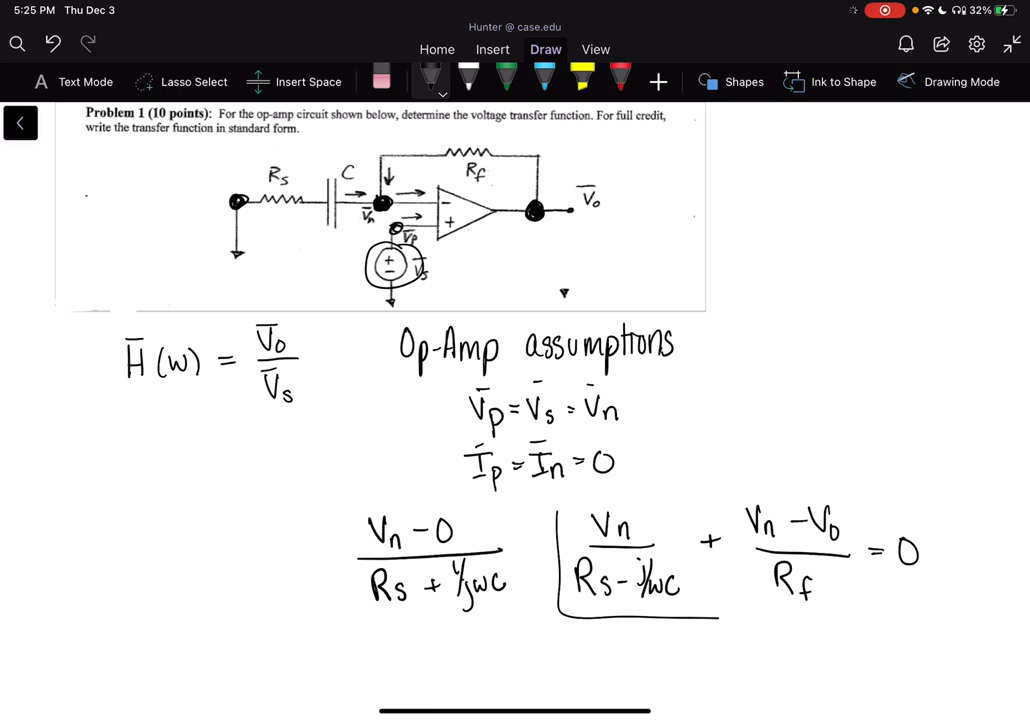 5:25 PM Thu Dec 3
32%
Hunter @ case.edu
Home Insert Draw View
Text Mode Lasso Select Insert Space Shapes Ink to Shape Drawing Mode
Problem 1 (10 points): For the op-amp circuit shown below, determine the voltage transfer function. For full credit,
write the transfer function in standard form.
Rs C Rf
V̄n − V̄o
+
V̄p
+
−
V̄s
H̄(w) = V̄o / V̄s
Op-Amp assumptions
V̄p = V̄s = V̄n
Īp = Īn = 0
(Vn − 0) / (Rs + 1/jwc)
Vn / (Rs − j/wc) + (Vn − Vo) / Rf = 0